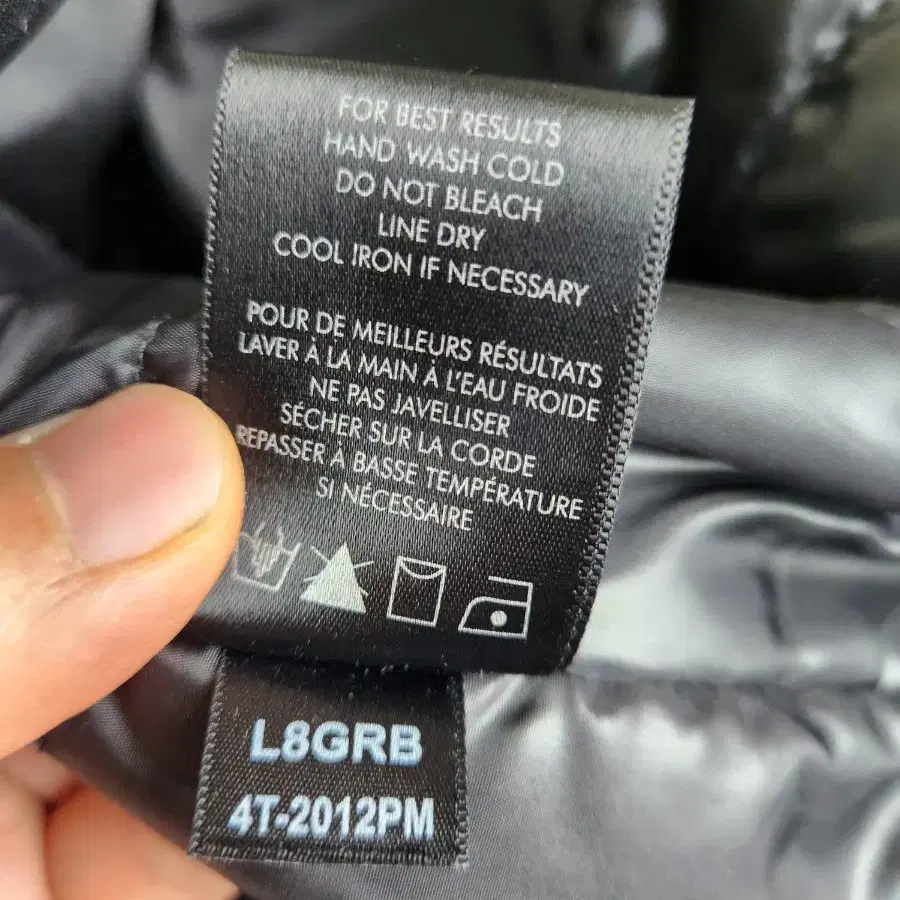 FOR BEST RESULTS
HAND WASH COLD
DO NOT BLEACH
LINE DRY
COOL IRON IF NECESSARY
POUR DE MEILLEURS RÉSULTATS
LAVER À LA MAIN À L'EAU FROIDE
NE PAS JAVELLISER
SÉCHER SUR LA CORDE
REPASSER À BASSE TEMPÉRATURE
SI NÉCESSAIRE
L8GRB
4T-2012PM